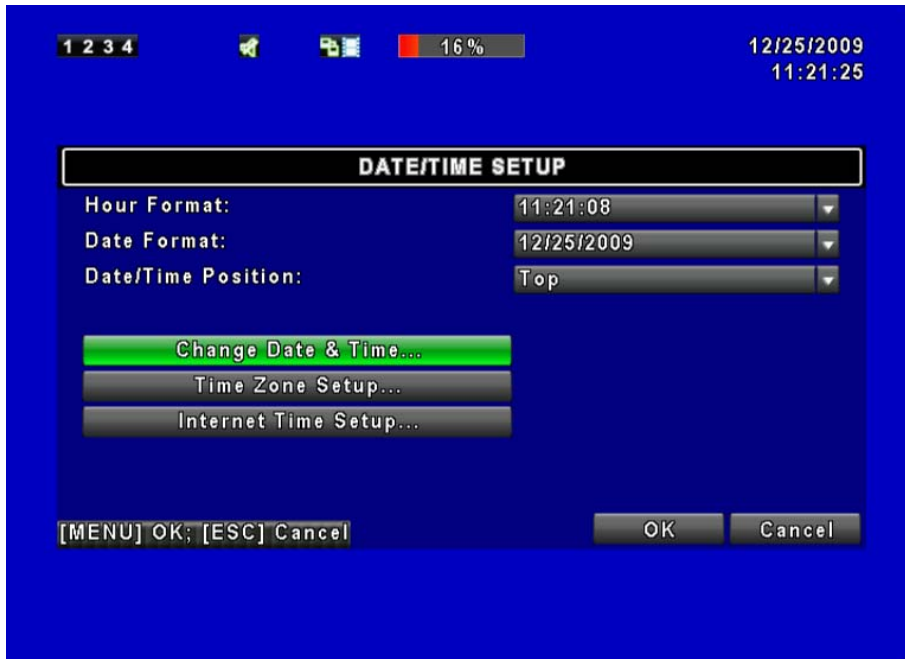 1 2 3 4 16% 12/25/2009
11:21:25
DATE/TIME SETUP
Hour Format: 11:21:08
Date Format: 12/25/2009
Date/Time Position: Top
Change Date & Time...
Time Zone Setup...
Internet Time Setup...
[MENU] OK; [ESC] Cancel OK Cancel